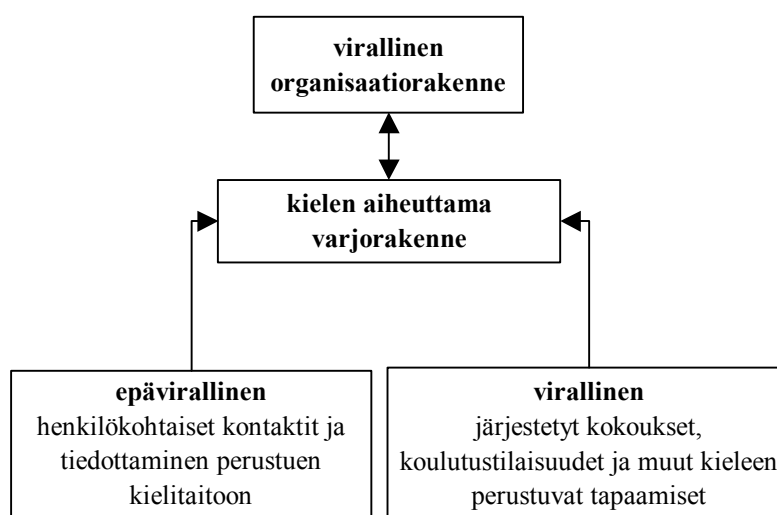 virallinen
organisaatiorakenne
kielen aiheuttama
varjorakenne
epävirallinen
henkilökohtaiset kontaktit ja
tiedottaminen perustuen
kielitaitoon
virallinen
järjestetyt kokoukset,
koulutustilaisuudet ja muut kieleen
perustuvat tapaamiset